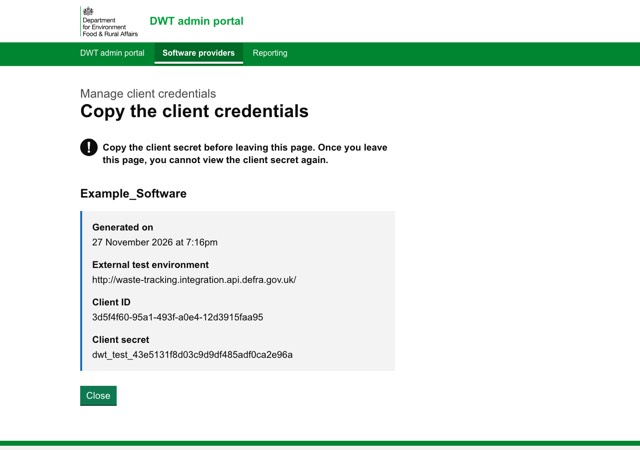 Department
for Environment
Food & Rural Affairs
DWT admin portal
DWT admin portal
Software providers
Reporting
Manage client credentials
Copy the client credentials
! Copy the client secret before leaving this page. Once you leave
this page, you cannot view the client secret again.
Example_Software
Generated on
27 November 2026 at 7:16pm
External test environment
http://waste-tracking.integration.api.defra.gov.uk/
Client ID
3d5f4f60-95a1-493f-a0e4-12d3915faa95
Client secret
dwt_test_43e5131f8d03c9d9df485adf0ca2e96a
Close